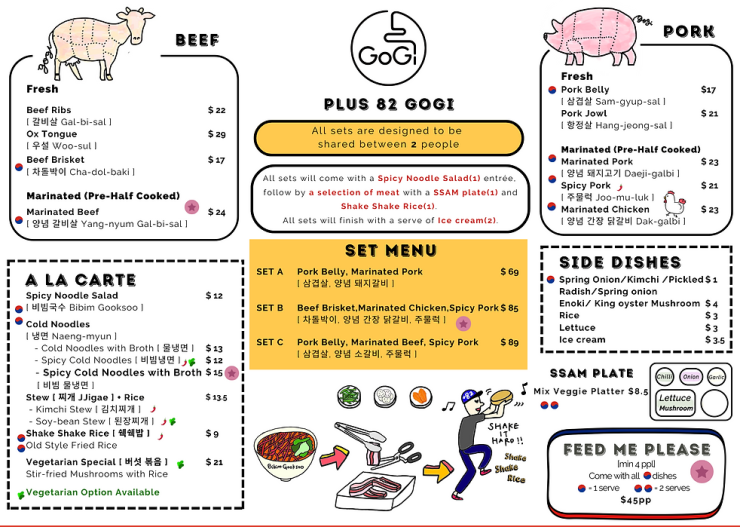 gogi
BEEF
Fresh
Beef Ribs $ 22
[ 갈비살 Gal-bi-sal ]
Ox Tongue $ 29
[ 우설 Woo-sul ]
Beef Brisket $ 17
[ 차돌박이 Cha-dol-baki ]
Marinated (Pre-Half Cooked)
Marinated Beef $ 24
[ 양념 갈비살 Yang-nyum Gal-bi-sal ]
GoGi
PLUS 82 GOGI
All sets are designed to be
shared between 2 people
All sets will come with a Spicy Noodle Salad(1) entrée,
follow by a selection of meat with a SSAM plate(1) and
Shake Shake Rice(1).
All sets will finish with a serve of Ice cream(2).
gogi
PORK
Fresh
Pork Belly $17
[ 삼겹살 Sam-gyup-sal ]
Pork Jowl $ 21
[ 항정살 Hang-jeong-sal ]
Marinated (Pre-Half Cooked)
Marinated Pork $ 23
[ 양념 돼지고기 Daeji-galbi ]
Spicy Pork $ 21
[ 주물럭 Joo-mu-luk ]
Marinated Chicken $ 23
[ 양념 간장 닭갈비 Dak-galbi ]
A LA CARTE
Spicy Noodle Salad $ 12
[ 비빔국수 Bibim Gooksoo ]
Cold Noodles
[ 냉면 Naeng-myun ]
- Cold Noodles with Broth [ 물냉면 ] $ 13
- Spicy Cold Noodles [ 비빔냉면 ] $ 12
- Spicy Cold Noodles with Broth $ 15
[ 비빔 물냉면 ]
Stew [ 찌개 JJigae ] + Rice $ 13.5
- Kimchi Stew [ 김치찌개 ]
- Soy-bean Stew [ 된장찌개 ]
Shake Shake Rice [ 쉑쉑밥 ] $ 9
Old Style Fried Rice
Vegetarian Special [ 버섯 볶음 ] $ 21
Stir-fried Mushrooms with Rice
Vegetarian Option Available
SET MENU
SET A Pork Belly, Marinated Pork $ 69
[ 삼겹살, 양념 돼지갈비 ]
SET B Beef Brisket,Marinated Chicken,Spicy Pork $ 85
[ 차돌박이, 양념 간장 닭갈비, 주물럭 ]
SET C Pork Belly, Marinated Beef, Spicy Pork $ 89
[ 삼겹살, 양념 소갈비, 주물럭 ]
Bibim Gooksoo
SHAKE
IT
HARD!!
Shake
Shake
Rice
SIDE DISHES
Spring Onion/Kimchi /Pickled $ 1
Radish/Spring onion
Enoki/ King oyster Mushroom $ 4
Rice $ 3
Lettuce $ 3
Ice cream $ 3.5
SSAM PLATE
Mix Veggie Platter $8.5
Chilli
Onion
Garlic
Lettuce
Mushroom
FEED ME PLEASE
[min 4 ppl]
Come with all dishes
= 1 serve = 2 serves
$45pp